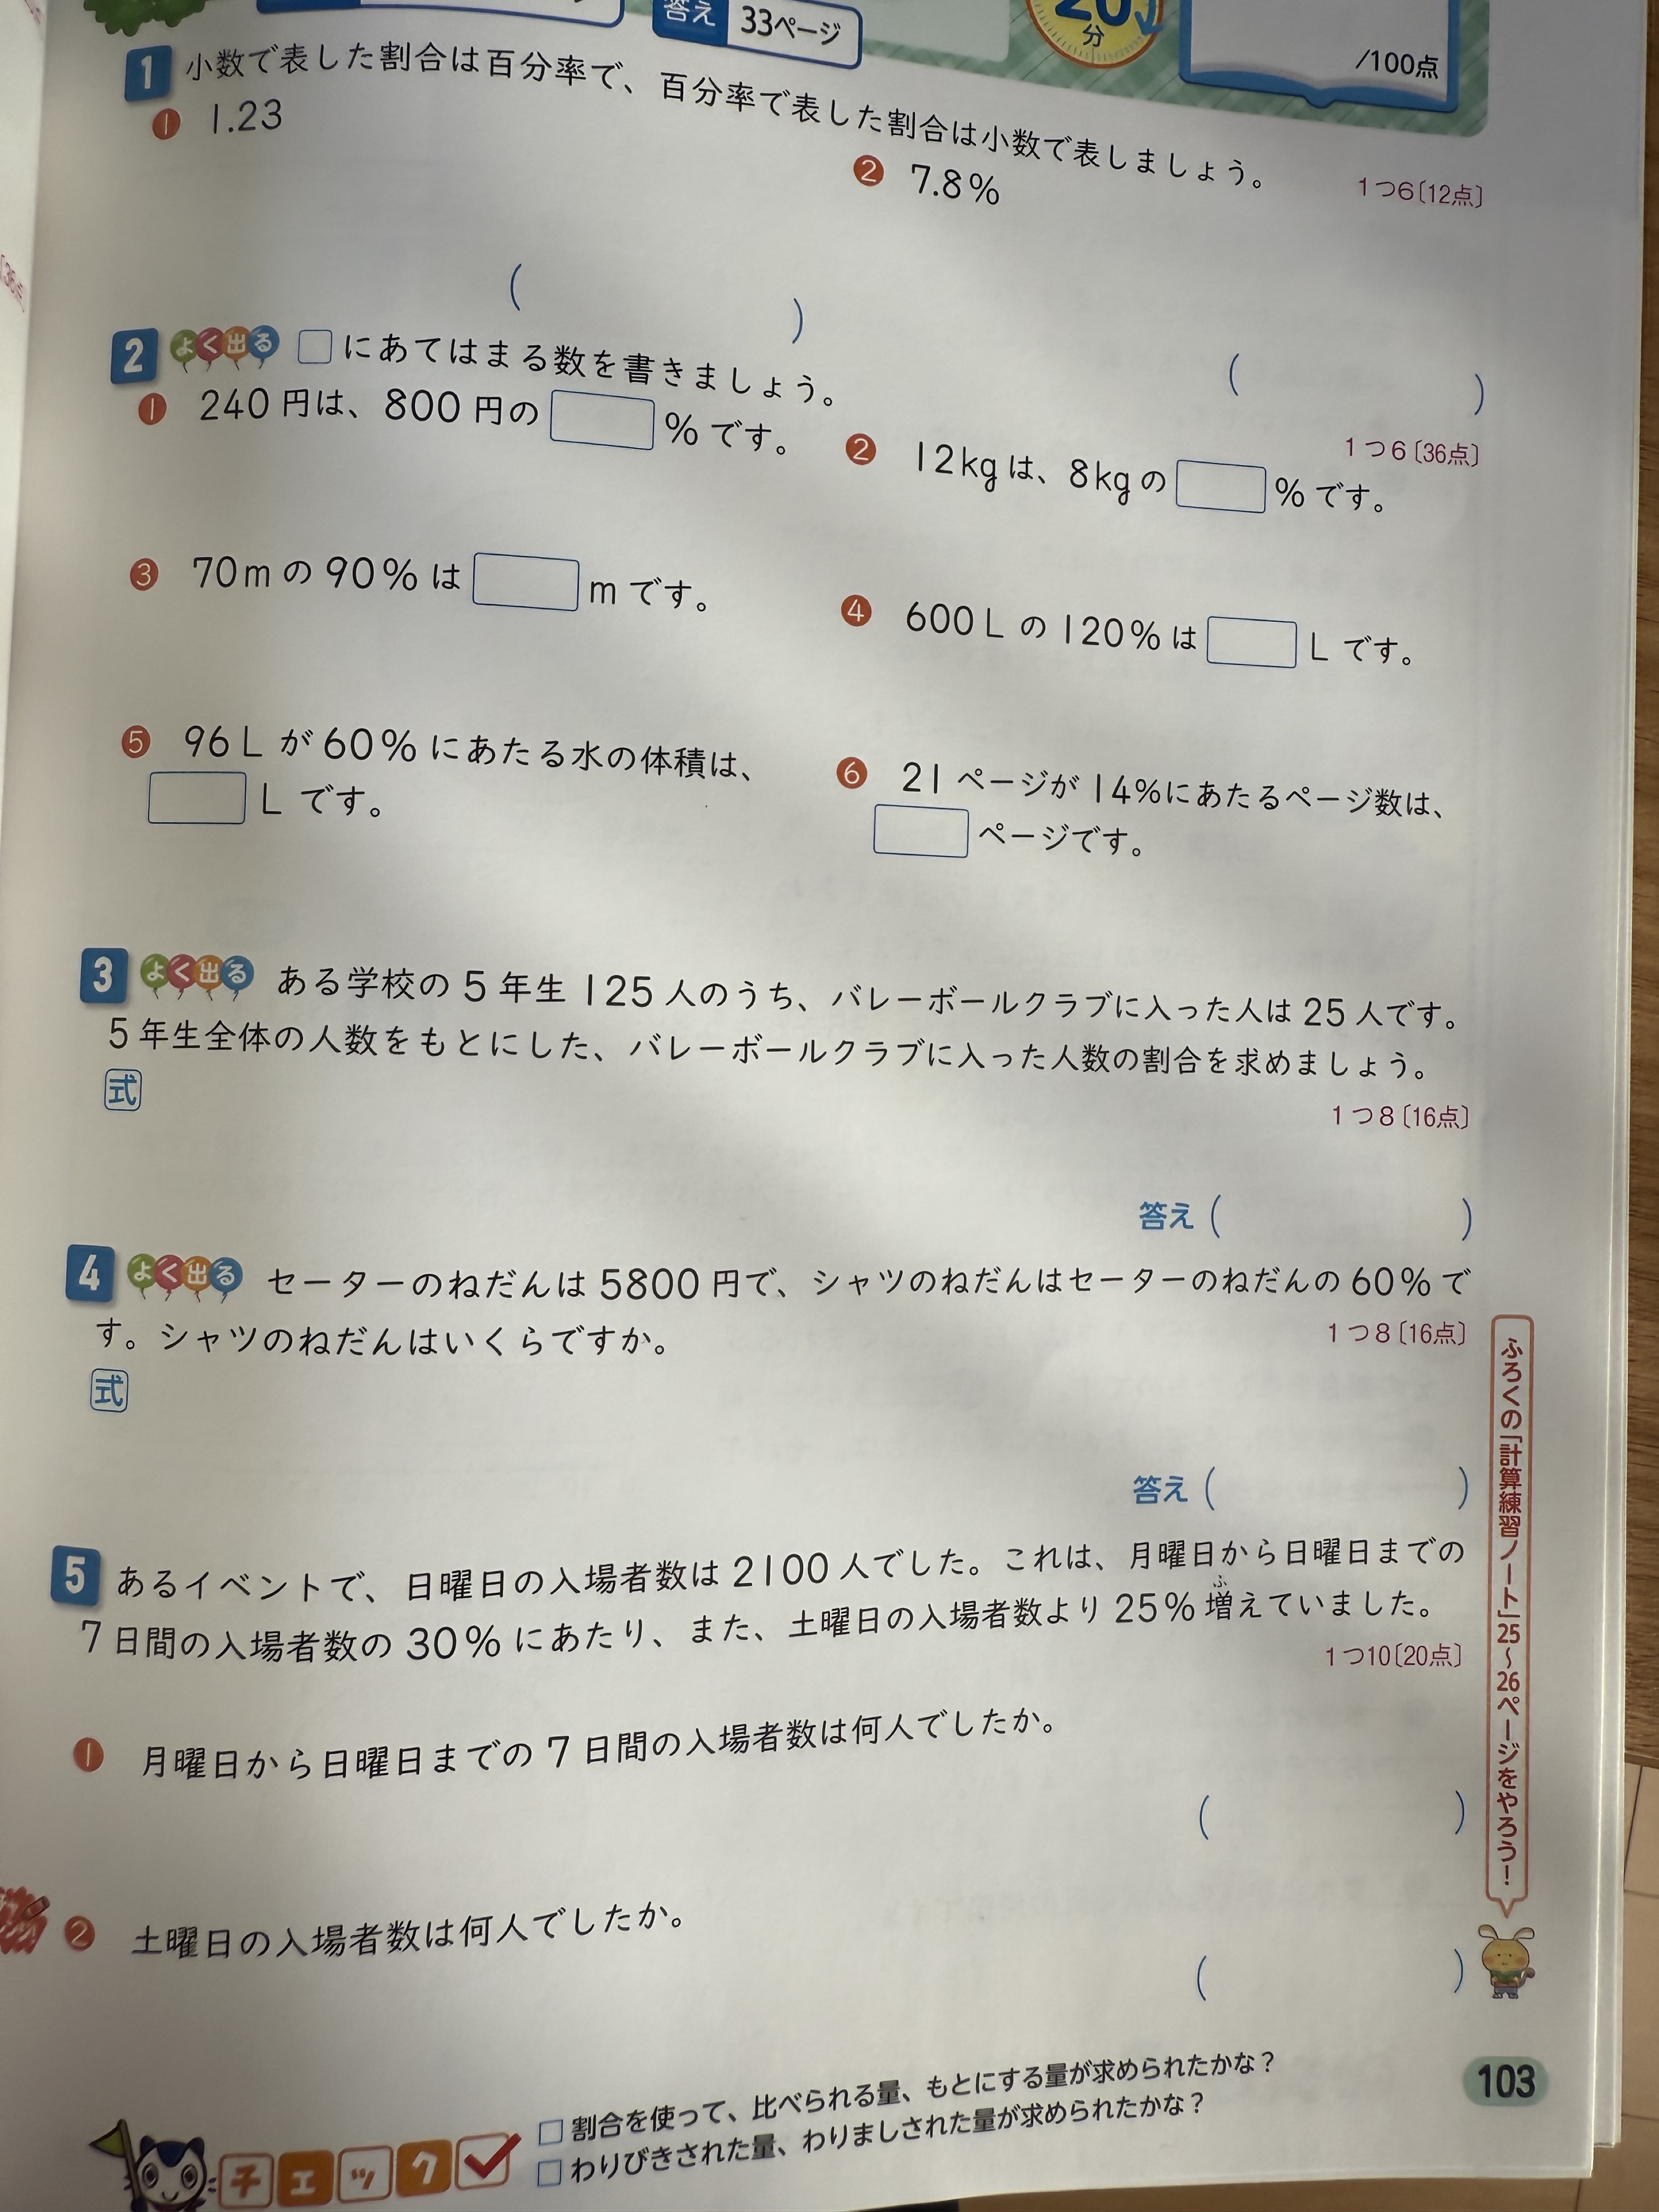 答え 33ページ
20分
/100点
1 小数で表した割合は百分率で、百分率で表した割合は小数で表しましょう。
1つ6〔12点〕
❶ 1.23
❷ 7.8%
( )
( )
2 よく出る □にあてはまる数を書きましょう。
1つ6〔36点〕
❶ 240円は、800円の□%です。
❷ 12kgは、8kgの□%です。
❸ 70mの90%は□mです。
❹ 600Lの120%は□Lです。
❺ 96Lが60%にあたる水の体積は、
□Lです。
❻ 21ページが14%にあたるページ数は、
□ページです。
3 よく出る ある学校の5年生125人のうち、バレーボールクラブに入った人は25人です。
5年生全体の人数をもとにした、バレーボールクラブに入った人数の割合を求めましょう。
1つ8〔16点〕
式
答え( )
4 よく出る セーターのねだんは5800円で、シャツのねだんはセーターのねだんの60%で
す。シャツのねだんはいくらですか。
1つ8〔16点〕
式
答え( )
5 あるイベントで、日曜日の入場者数は2100人でした。これは、月曜日から日曜日までの
ふ
7日間の入場者数の30%にあたり、また、土曜日の入場者数より25%増えていました。
1つ10〔20点〕
❶ 月曜日から日曜日までの7日間の入場者数は何人でしたか。
( )
❷ 土曜日の入場者数は何人でしたか。
( )
ふろくの「計算練習ノート」25~26ページをやろう!
チェック
□割合を使って、比べられる量、もとにする量が求められたかな?
□わりびきされた量、わりましされた量が求められたかな?
103